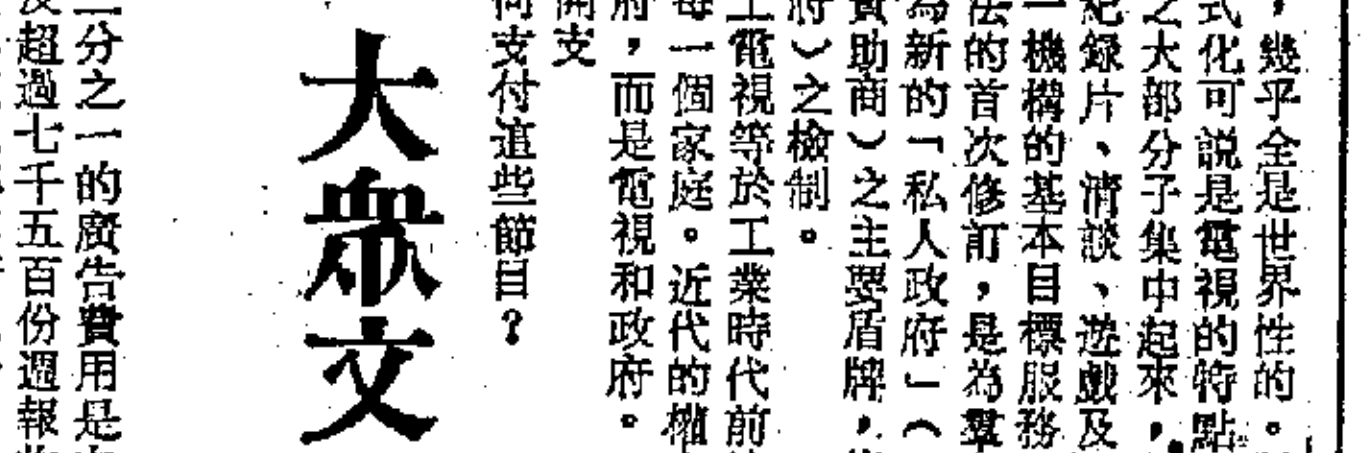 ，幾乎全是世界性的。
式化可說是電視的特點。
之大部分子集中起來，
紀錄片、清談、遊戲及
一機構的基本目標服務
法的首次修訂，是為羣
為新的「私人政府」（
資助商）之主要盾牌，
府）之檢制。
工電視等於工業時代前
每一個家庭。近代的權
府，而是電視和政府。
開支
何支付這些節目？
大眾文
二分之一的廣告費用是
超過七千五百份週報